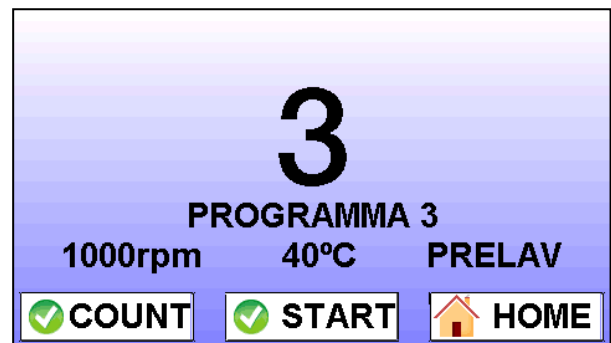 3
PROGRAMMA 3
1000rpm 40ºC PRELAV
COUNT START HOME